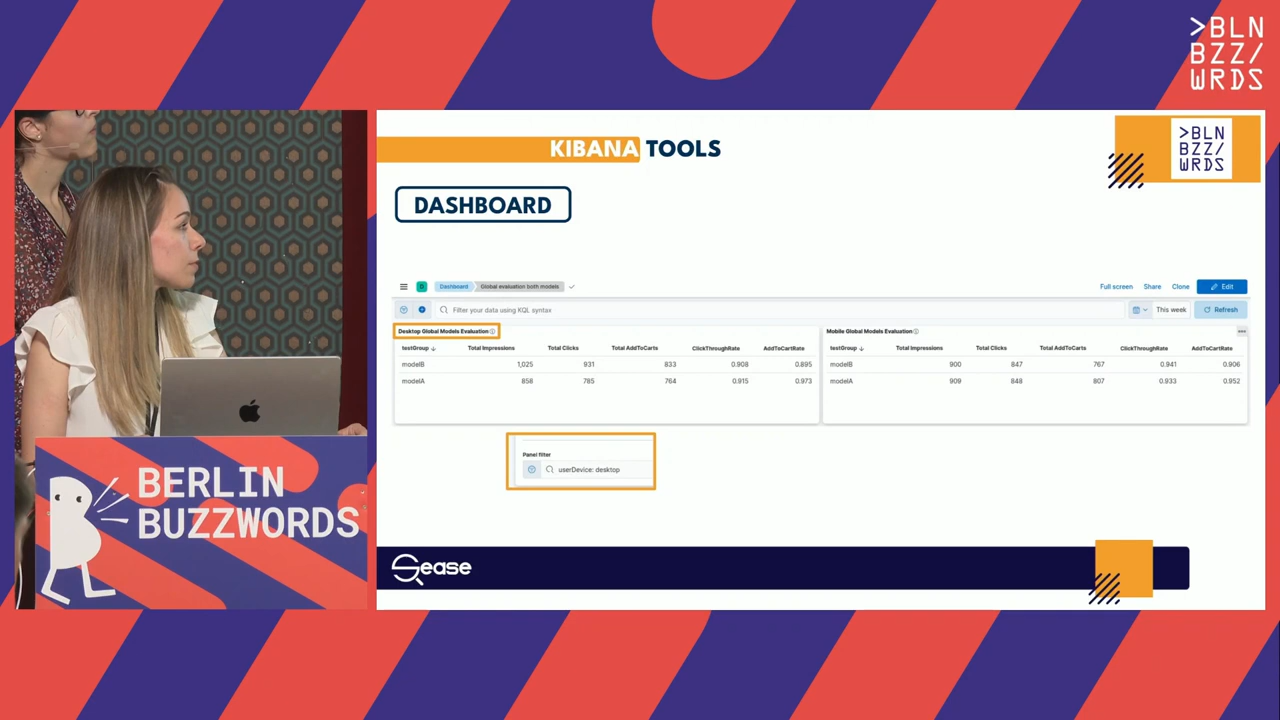 >BLN
BZZ/
WRDS
KIBANA TOOLS
>BLN
BZZ/
WRDS
DASHBOARD
D Dashboard Global evaluation both models Full screen Share Clone Edit
Filter your data using KQL syntax This week Refresh
Desktop Global Models Evaluation
testGroup ↓ Total Impressions Total Clicks Total AddToCarts ClickThroughRate AddToCartRate
modelB 1,025 931 833 0.908 0.895
modelA 858 785 764 0.915 0.973
Mobile Global Models Evaluation
testGroup ↓ Total Impressions Total Clicks Total AddToCarts ClickThroughRate AddToCartRate
modelB 900 847 767 0.941 0.906
modelA 909 848 807 0.933 0.952
Panel filter
userDevice: desktop
BERLIN
BUZZWORDS
Sease